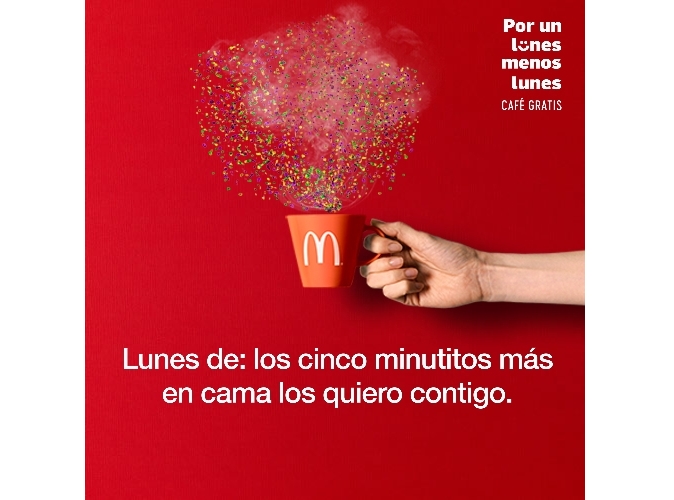 Por un
lunes
menos
lunes
CAFÉ GRATIS
M
Lunes de: los cinco minutitos más
en cama los quiero contigo.